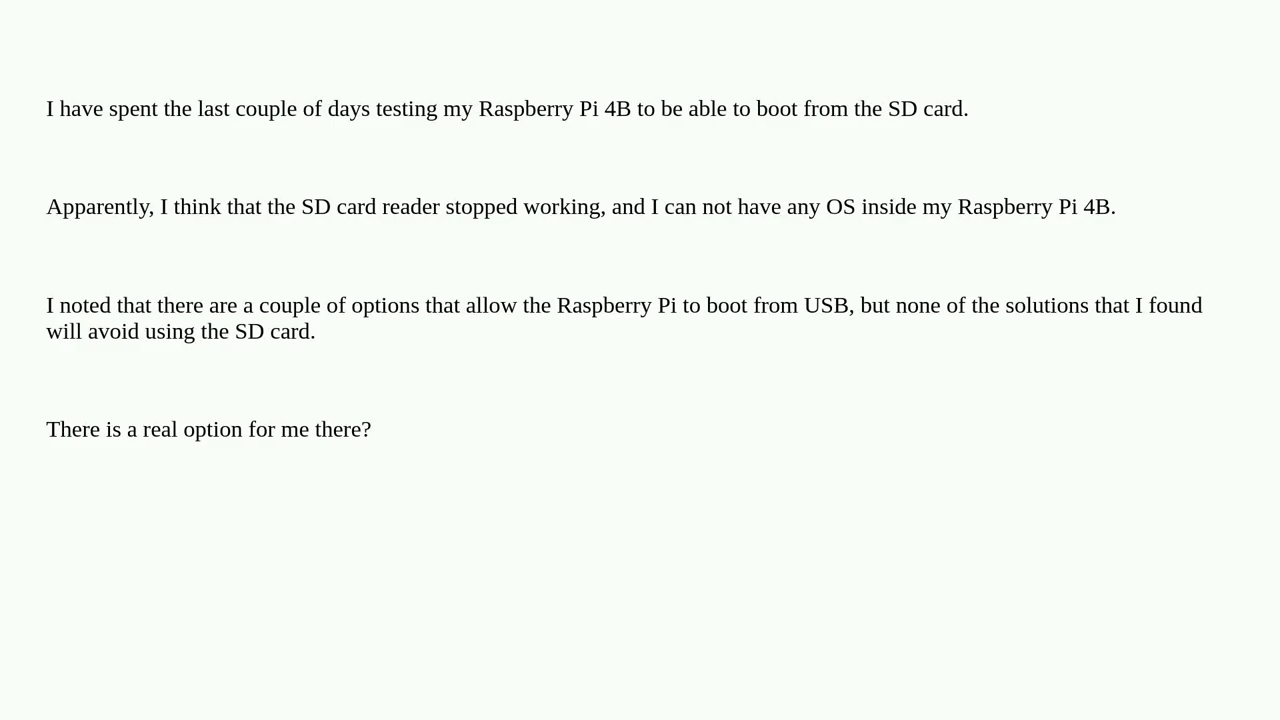 I have spent the last couple of days testing my Raspberry Pi 4B to be able to boot from the SD card.
Apparently, I think that the SD card reader stopped working, and I can not have any OS inside my Raspberry Pi 4B.
I noted that there are a couple of options that allow the Raspberry Pi to boot from USB, but none of the solutions that I found
will avoid using the SD card.
There is a real option for me there?